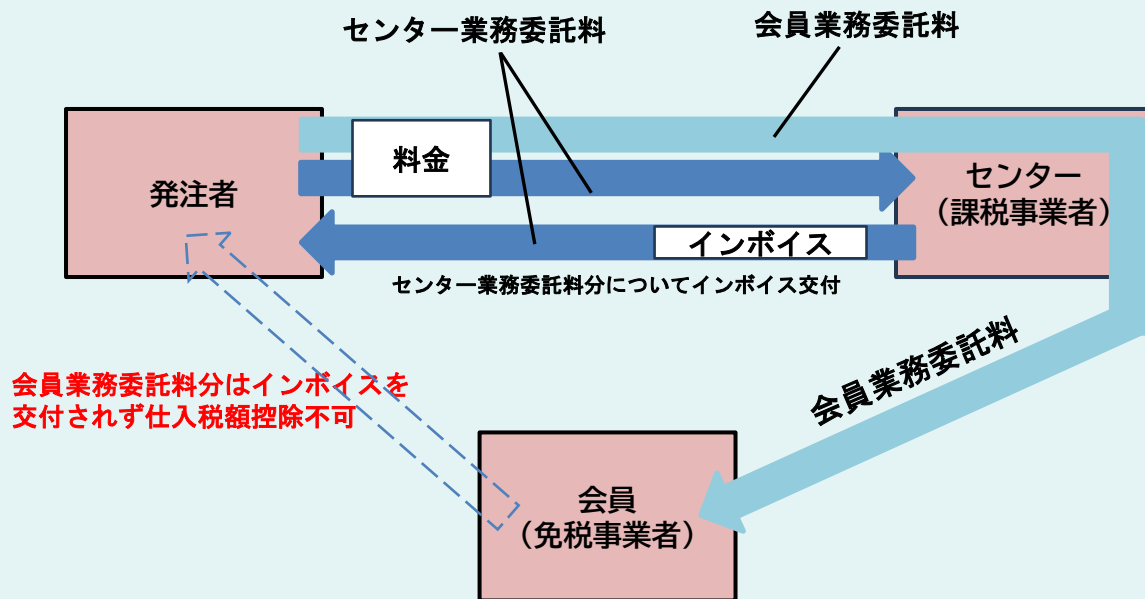 センター業務委託料
会員業務委託料
料金
発注者
センター
（課税事業者）
インボイス
センター業務委託料分についてインボイス交付
会員業務委託料
会員業務委託料分はインボイスを
交付されず仕入税額控除不可
会員
（免税事業者）